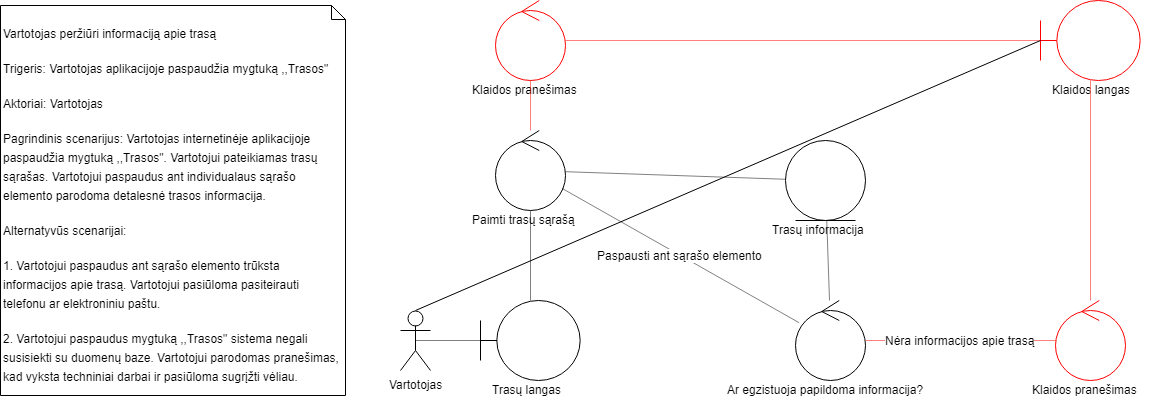 Vartotojas peržiūri informaciją apie trasą
Trigeris: Vartotojas aplikacijoje paspaudžia mygtuką ,,Trasos"
Aktoriai: Vartotojas
Pagrindinis scenarijus: Vartotojas internetinėje aplikacijoje
paspaudžia mygtuką ,,Trasos". Vartotojui pateikiamas trasų
sąrašas. Vartotojui paspaudus ant individualaus sąrašo
elemento parodoma detalesnė trasos informacija.
Alternatyvūs scenarijai:
1. Vartotojui paspaudus ant sąrašo elemento trūksta
informacijos apie trasą. Vartotojui pasiūloma pasiteirauti
telefonu ar elektroniniu paštu.
2. Vartotojui paspaudus mygtuką ,,Trasos" sistema negali
susisiekti su duomenų baze. Vartotojui parodomas pranešimas,
kad vyksta techniniai darbai ir pasiūloma sugrįžti vėliau.
Klaidos pranešimas
Klaidos langas
Paimti trasų sąrašą
Trasų informacija
Paspausti ant sąrašo elemento
Nėra informacijos apie trasą
Vartotojas
Trasų langas
Ar egzistuoja papildoma informacija?
Klaidos pranešimas